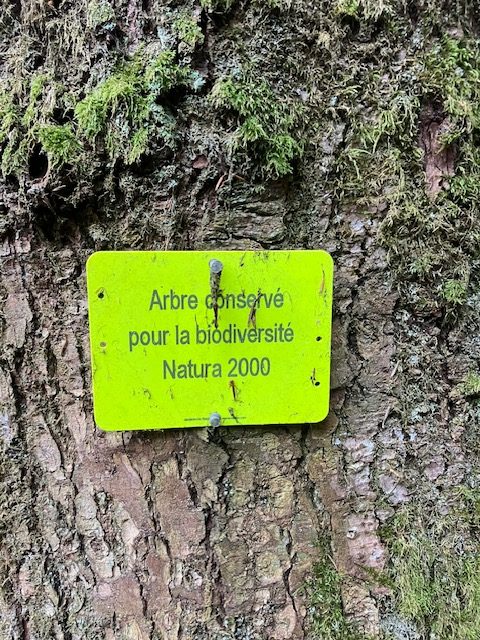 Arbre conservé
pour la biodiversité
Natura 2000